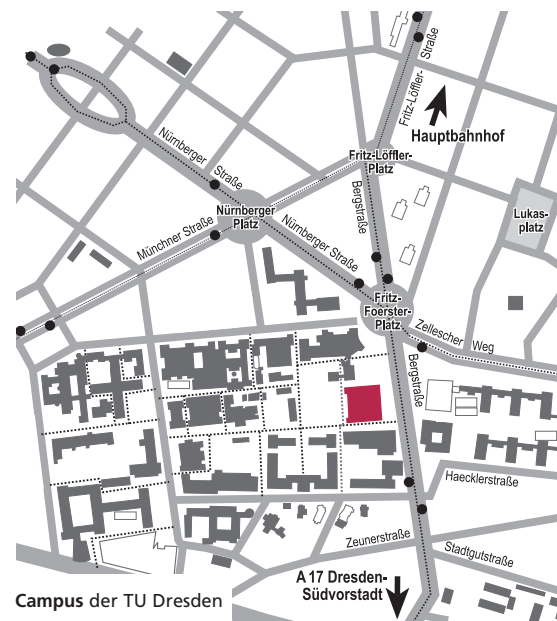 Straße
Fritz-Löffler-
Hauptbahnhof
Fritz-Löffler-
Platz
Nürnberger
Straße
Bergstraße
Nürnberger
Platz
Lukas-
platz
Münchner Straße
Nürnberger Straße
Fritz-
Foerster-
Platz
Zellescher
Weg
Bergstraße
Haecklerstraße
Zeunerstraße
Stadtgutstraße
A 17 Dresden-
Südvorstadt
Campus der TU Dresden